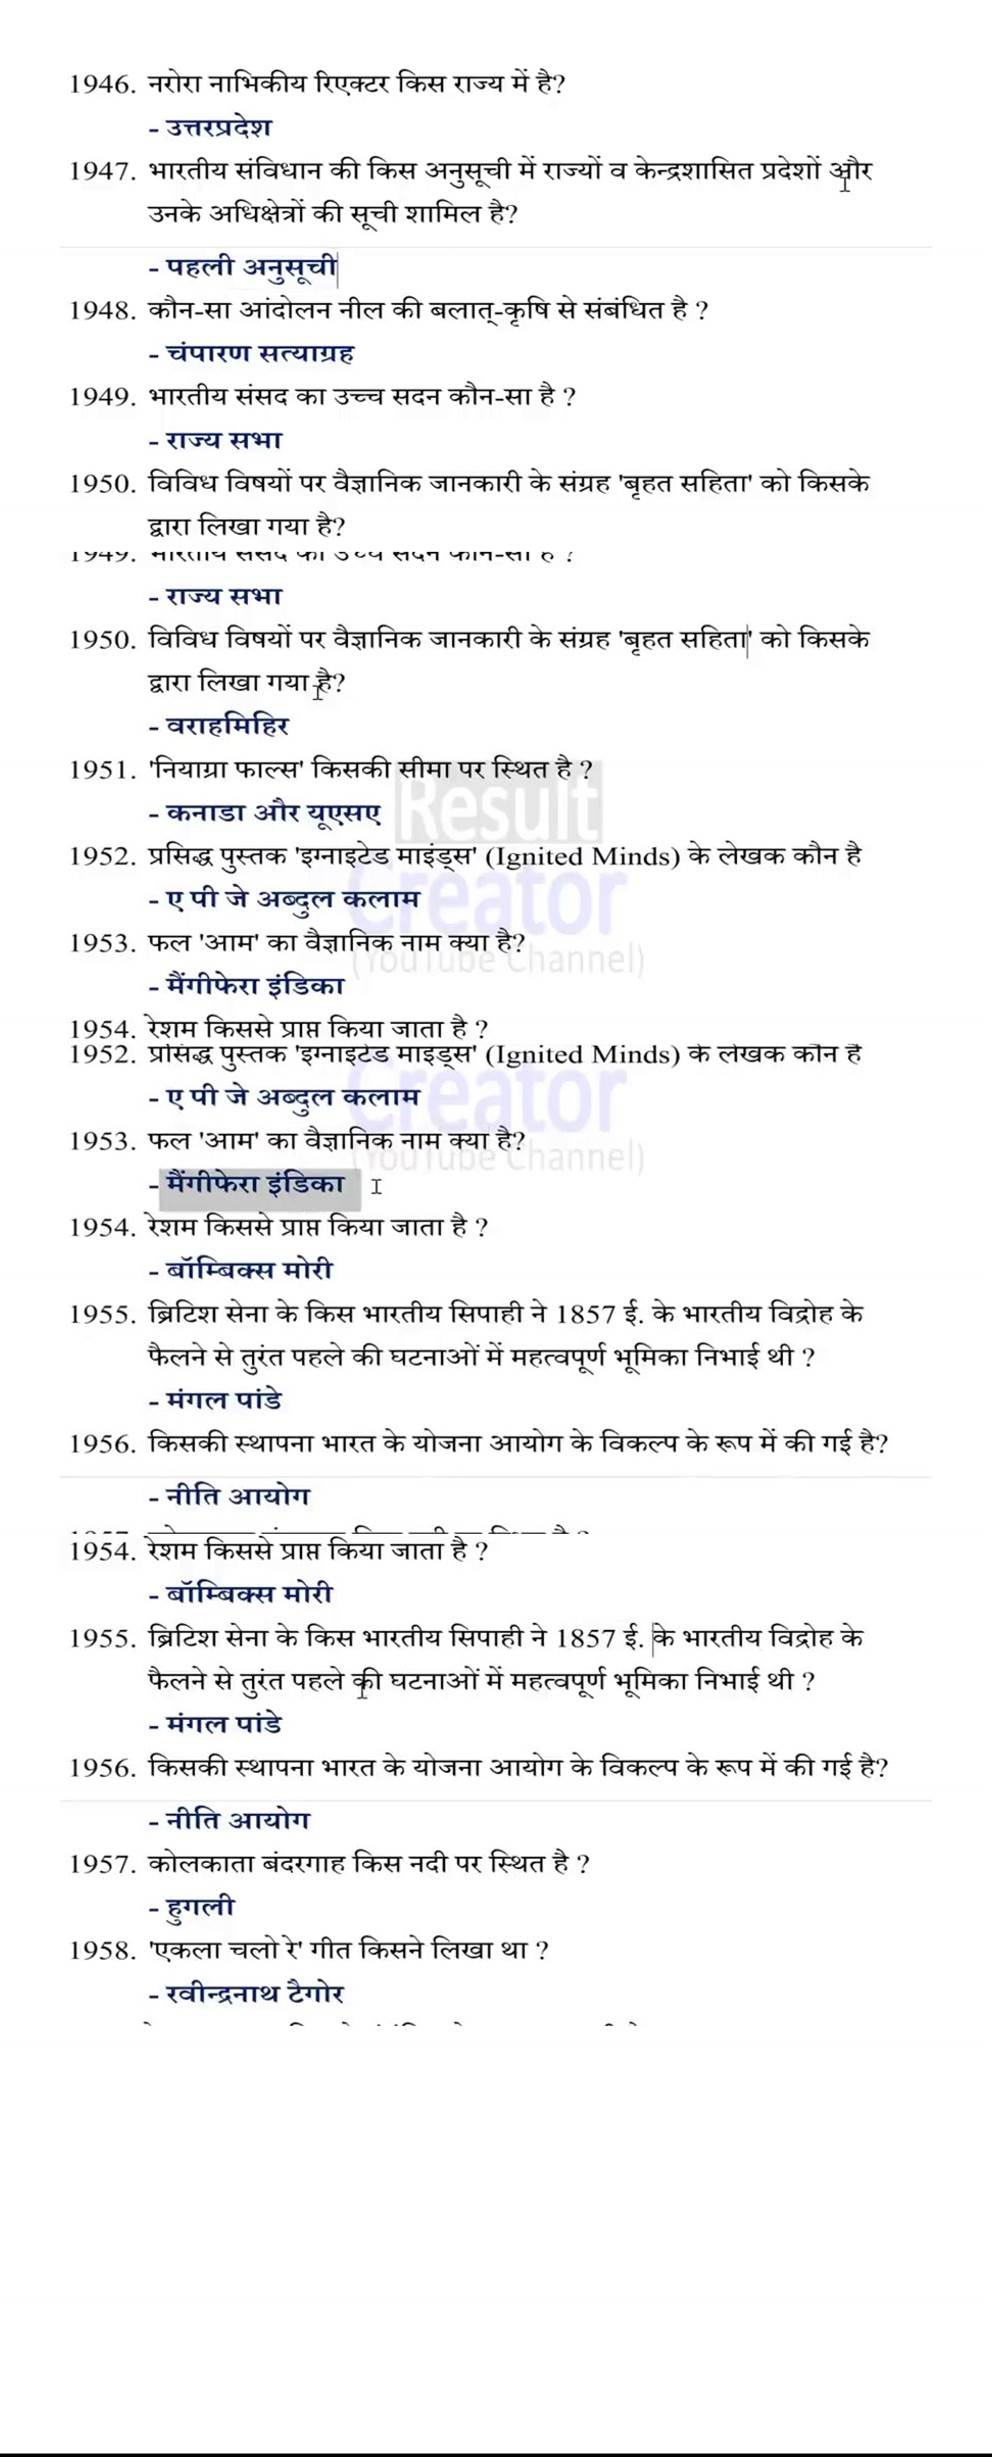 1946. नरोरा नाभिकीय रिएक्टर किस राज्य में है?
- उत्तरप्रदेश
1947. भारतीय संविधान की किस अनुसूची में राज्यों व केन्द्रशासित प्रदेशों और
उनके अधिक्षेत्रों की सूची शामिल है?
- पहली अनुसूची
1948. कौन-सा आंदोलन नील की बलात्-कृषि से संबंधित है ?
- चंपारण सत्याग्रह
1949. भारतीय संसद का उच्च सदन कौन-सा है ?
- राज्य सभा
1950. विविध विषयों पर वैज्ञानिक जानकारी के संग्रह 'बृहत सहिता' को किसके
द्वारा लिखा गया है?
1949. भारतीय संसद का उच्च सदन कौन-सा है ?
- राज्य सभा
1950. विविध विषयों पर वैज्ञानिक जानकारी के संग्रह 'बृहत सहिता' को किसके
द्वारा लिखा गया है?
- वराहमिहिर
1951. 'नियाग्रा फाल्स' किसकी सीमा पर स्थित है ?
Result
- कनाडा और यूएसए
1952. प्रसिद्ध पुस्तक 'इग्नाइटेड माइंड्स' (Ignited Minds) के लेखक कौन है
Creator
- ए पी जे अब्दुल कलाम
1953. फल 'आम' का वैज्ञानिक नाम क्या है?
(YouTube Channel)
- मैंगीफेरा इंडिका
1954. रेशम किससे प्राप्त किया जाता है ?
1952. प्रसिद्ध पुस्तक 'इग्नाइटेड माइंड्स' (Ignited Minds) के लेखक कौन है
Creator
- ए पी जे अब्दुल कलाम
1953. फल 'आम' का वैज्ञानिक नाम क्या है?
(YouTube Channel)
- मैंगीफेरा इंडिका
1954. रेशम किससे प्राप्त किया जाता है ?
- बॉम्बिक्स मोरी
1955. ब्रिटिश सेना के किस भारतीय सिपाही ने 1857 ई. के भारतीय विद्रोह के
फैलने से तुरंत पहले की घटनाओं में महत्वपूर्ण भूमिका निभाई थी ?
- मंगल पांडे
1956. किसकी स्थापना भारत के योजना आयोग के विकल्प के रूप में की गई है?
- नीति आयोग
1954. रेशम किससे प्राप्त किया जाता है ?
- बॉम्बिक्स मोरी
1955. ब्रिटिश सेना के किस भारतीय सिपाही ने 1857 ई. के भारतीय विद्रोह के
फैलने से तुरंत पहले की घटनाओं में महत्वपूर्ण भूमिका निभाई थी ?
- मंगल पांडे
1956. किसकी स्थापना भारत के योजना आयोग के विकल्प के रूप में की गई है?
- नीति आयोग
1957. कोलकाता बंदरगाह किस नदी पर स्थित है ?
- हुगली
1958. 'एकला चलो रे' गीत किसने लिखा था ?
- रवीन्द्रनाथ टैगोर